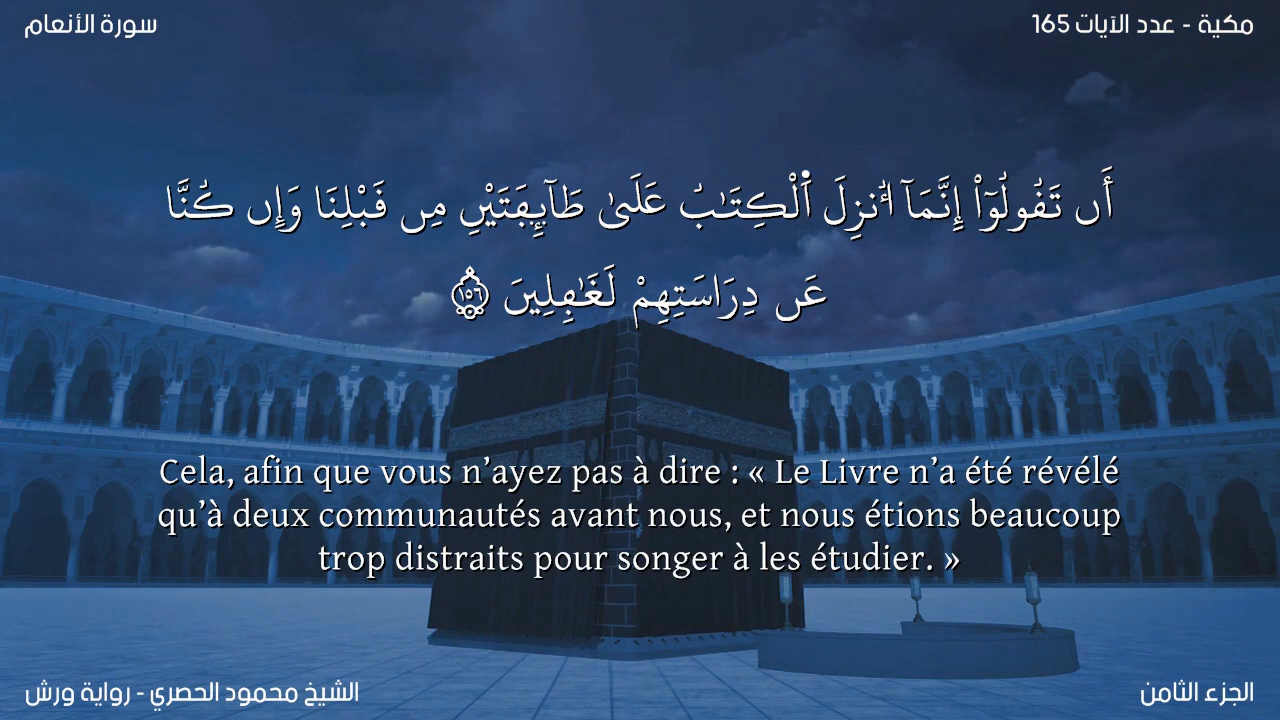 سورة الأنعام
مكية - عدد الآيات 165
أَن تَقُولُوٓاْ إِنَّمَآ أُنزِلَ اَ۬لْكِتَٰبُ عَلَىٰ طَآئِفَتَيْنِ مِن قَبْلِنَا وَإِن كُنَّا
عَن دِرَاسَتِهِمْ لَغَٰفِلِينَ ١٥٦
Cela, afin que vous n’ayez pas à dire : « Le Livre n’a été révélé
qu’à deux communautés avant nous, et nous étions beaucoup
trop distraits pour songer à les étudier. »
الشيخ محمود الحصري - رواية ورش
الجزء الثامن